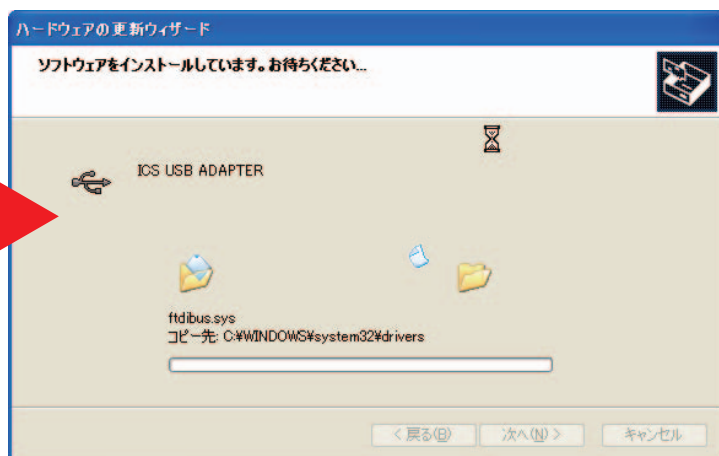 ハードウェアの更新ウィザード
ソフトウェアをインストールしています。お待ちください...
ICS USB ADAPTER
ftdibus.sys
コピー先: C:¥WINDOWS¥system32¥drivers
< 戻る(B) 次へ(N) > キャンセル